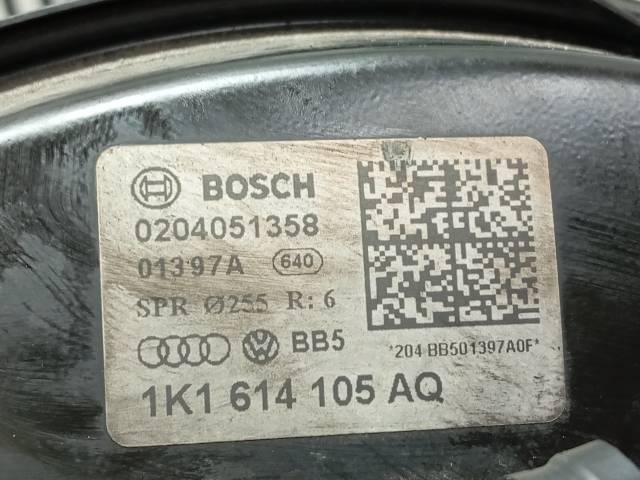 BOSCH
0204051358
01397A 640
SPR Ø255 R: 6
BB5
*204 BB501397A0F*
1K1 614 105 AQ